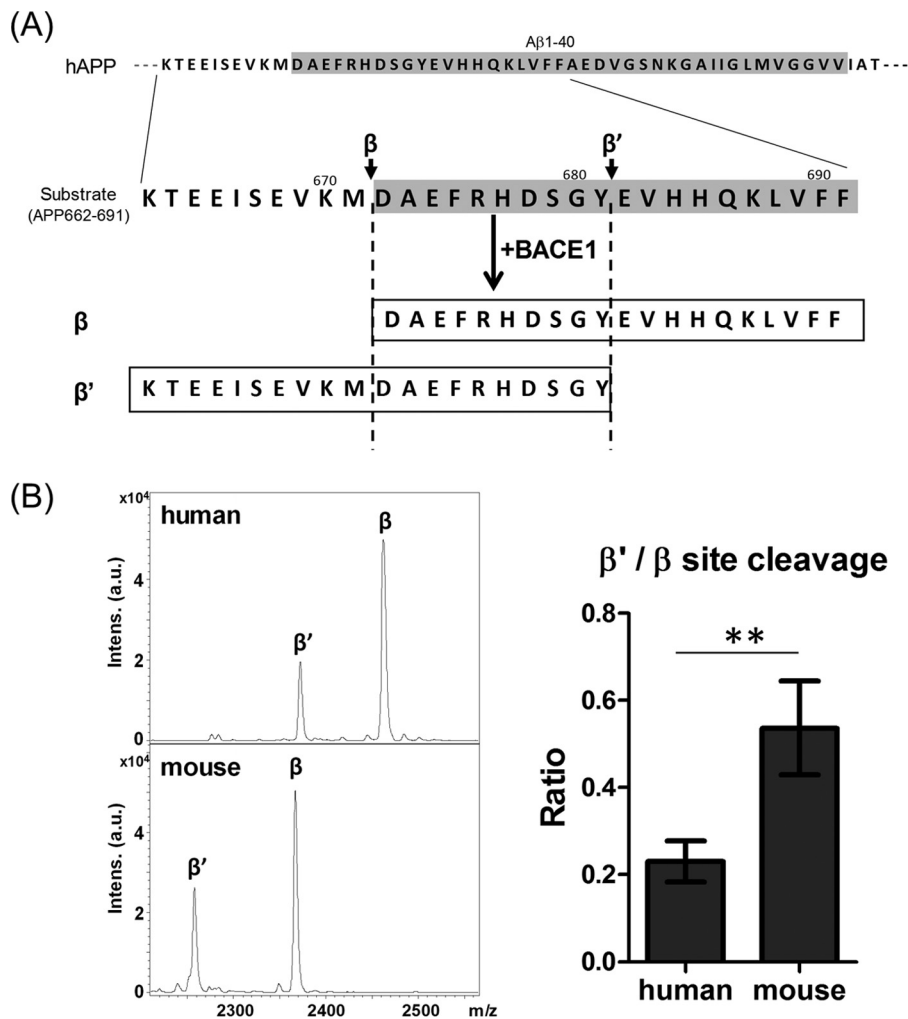 (A)
Aβ1-40
hAPP ---KTEEISEVKMDAEFRHDSGYEVHHQKLVFFAEDVGSNKGAIIGLMVGGVVIAT---
β β’
670 680 690
Substrate K T E E I S E V K M D A E F R H D S G Y E V H H Q K L V F F
(APP662-691)
+BACE1
β D A E F R H D S G Y E V H H Q K L V F F
β’ K T E E I S E V K M D A E F R H D S G Y
(B)
x10⁴
human
β
β’
Intens. (a.u.)
4
2
0
x10⁴
mouse
β
β’
Intens. (a.u.)
4
2
0
2300 2400 2500 m/z
β' / β site cleavage
0.8
**
0.6
Ratio
0.4
0.2
0.0
human mouse